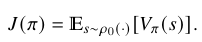 J(π) = 𝔼_{s∼ρ₀(·)} [V_π(s)].